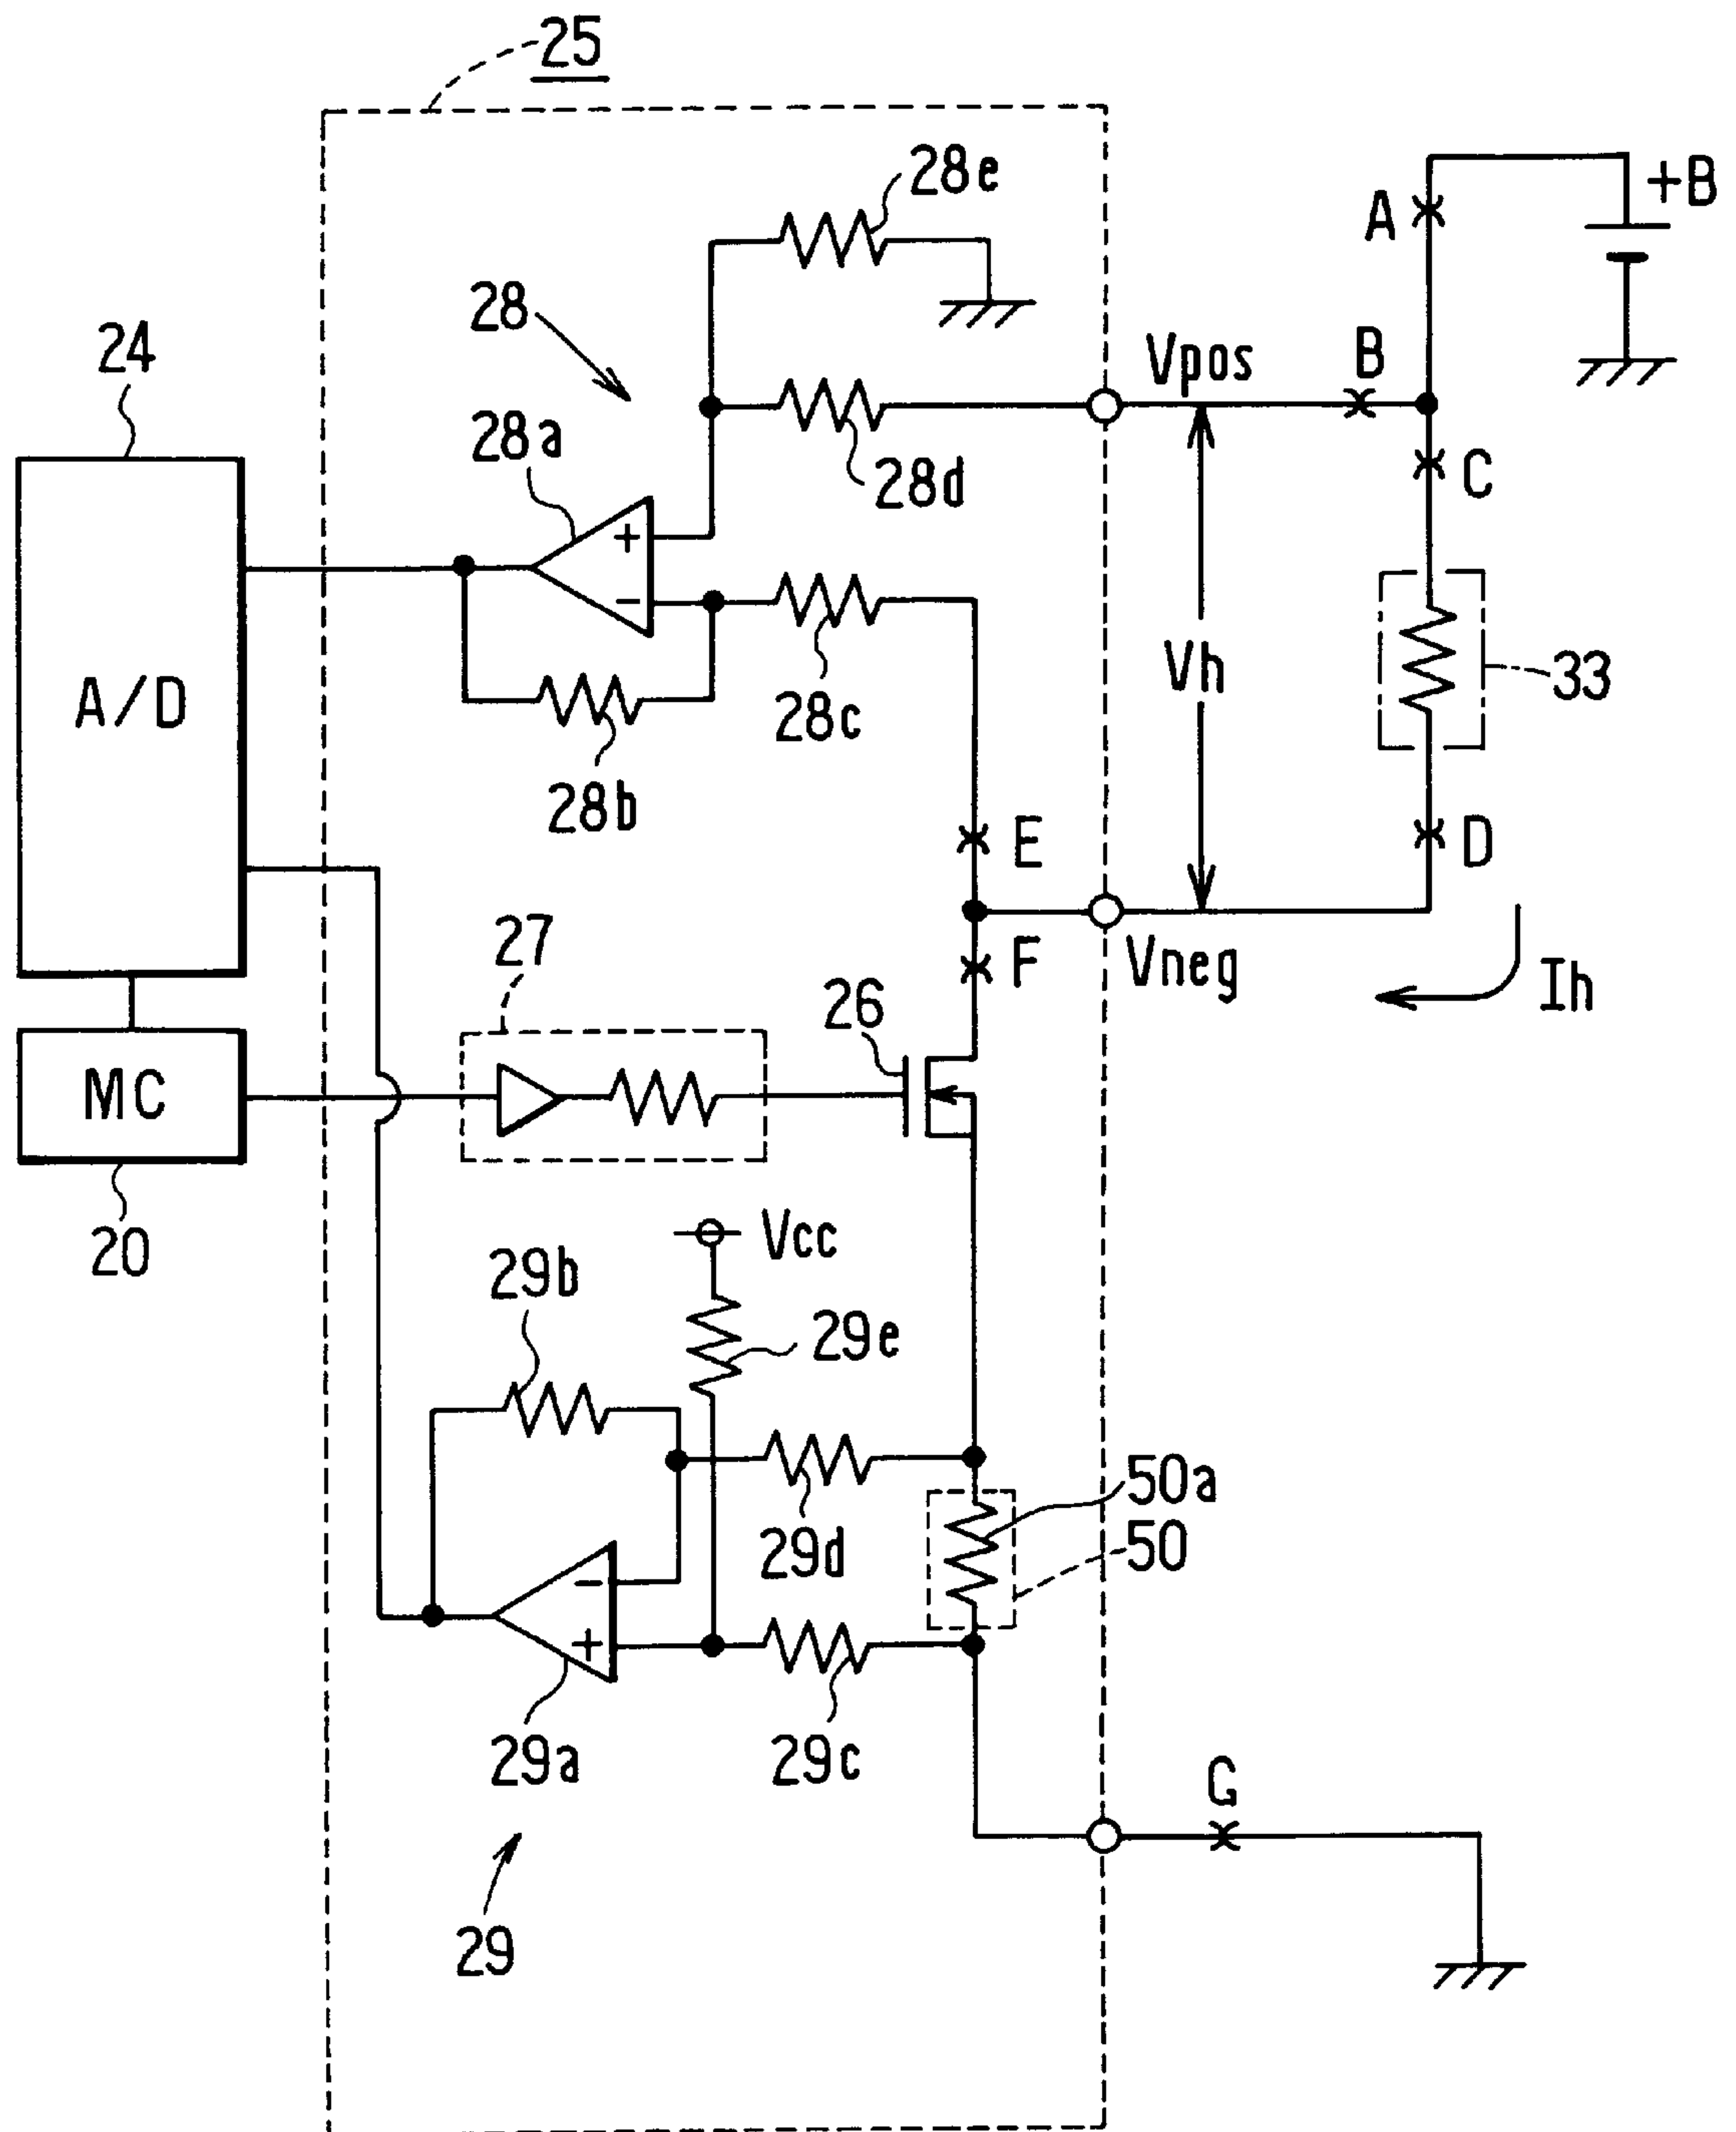 25
28e
+B
A
28
24
Vpos
B
28a
28d
C
+
−
A/D
Vh
33
28c
28b
E
D
27
F
Vneg
26
Ih
MC
20
Vcc
29b
29e
50a
29d
50
−
+
29a
29c
G
29